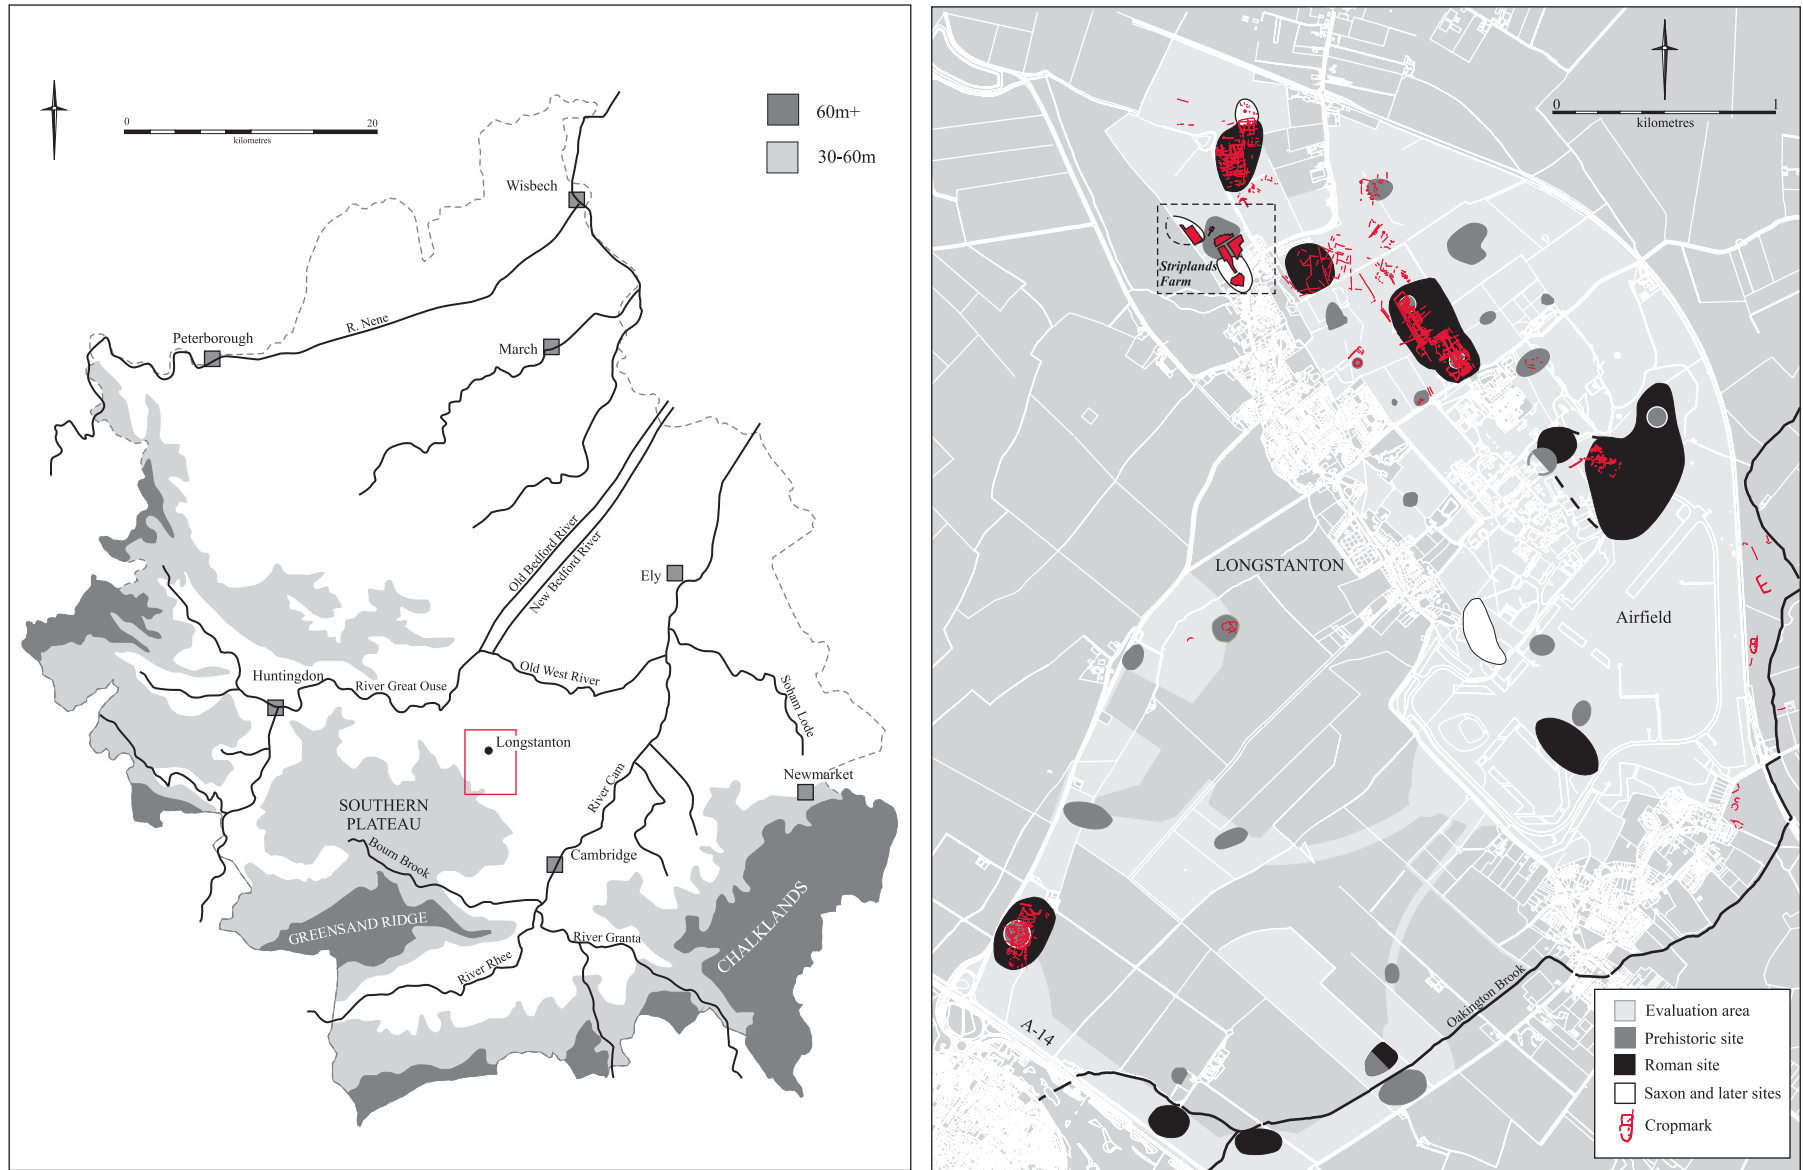 0
20
kilometres
60m+
30-60m
Wisbech
R. Nene
Peterborough
March
Old Bedford River
New Bedford River
Ely
Huntingdon
River Great Ouse
Old West River
Soham Lode
Longstanton
Newmarket
SOUTHERN
PLATEAU
River Cam
Bourn Brook
Cambridge
GREENSAND RIDGE
CHALKLANDS
River Granta
River Rhee
0
1
kilometres
Striplands
Farm
LONGSTANTON
Airfield
Oakington Brook
A-14
Evaluation area
Prehistoric site
Roman site
Saxon and later sites
Cropmark